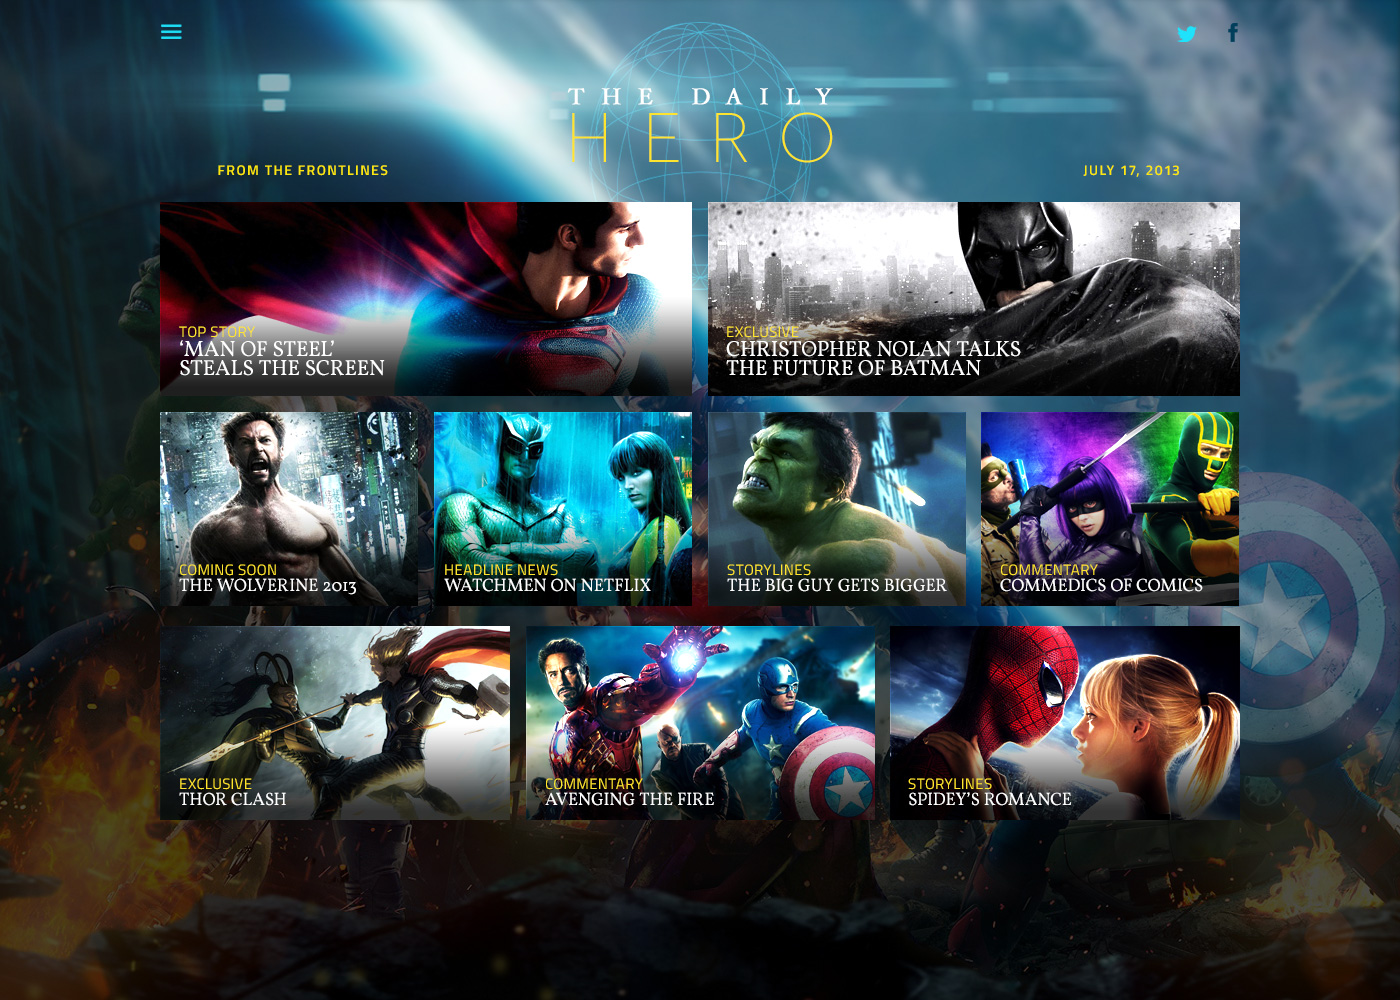 THE DAILY
HERO
FROM THE FRONTLINES
JULY 17, 2013
TOP STORY
‘MAN OF STEEL’
STEALS THE SCREEN
EXCLUSIVE
CHRISTOPHER NOLAN TALKS
THE FUTURE OF BATMAN
COMING SOON
THE WOLVERINE 2013
HEADLINE NEWS
WATCHMEN ON NETFLIX
STORYLINES
THE BIG GUY GETS BIGGER
COMMENTARY
COMMEDICS OF COMICS
EXCLUSIVE
THOR CLASH
COMMENTARY
AVENGING THE FIRE
STORYLINES
SPIDEY’S ROMANCE